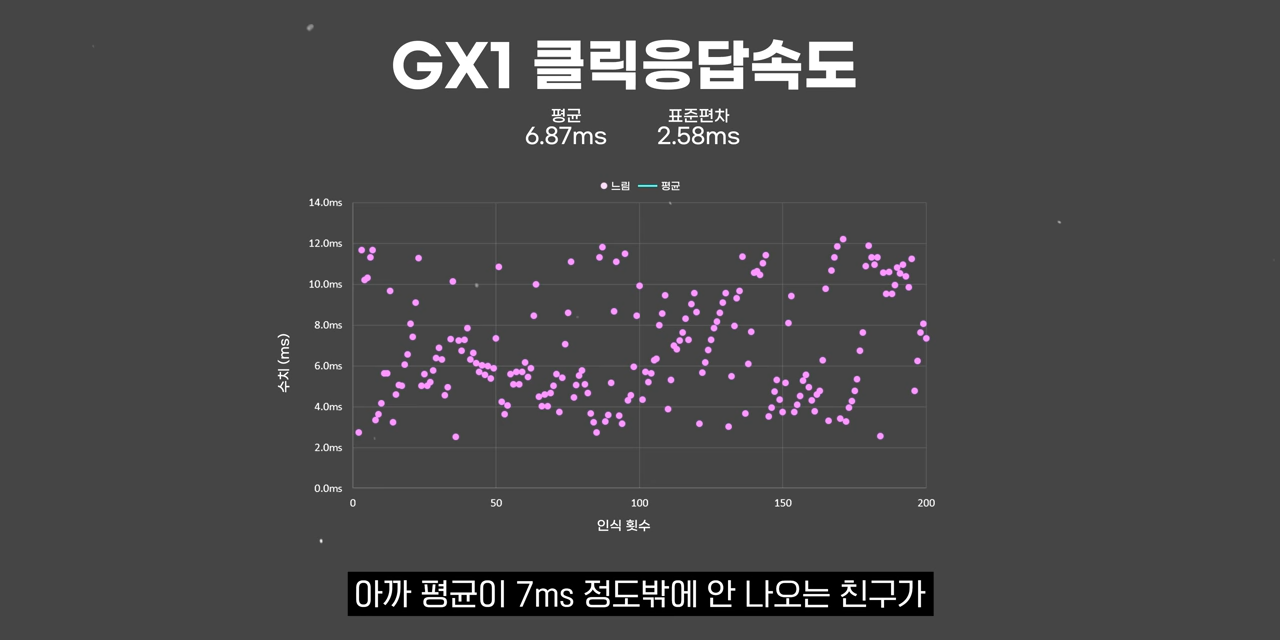 GX1 클릭응답속도
평균 표준편차
6.87ms 2.58ms
느림 평균
14.0ms
12.0ms
10.0ms
8.0ms
6.0ms
4.0ms
2.0ms
0.0ms
수치 (ms)
0 50 100 150 200
인식 횟수
아까 평균이 7ms 정도밖에 안 나오는 친구가